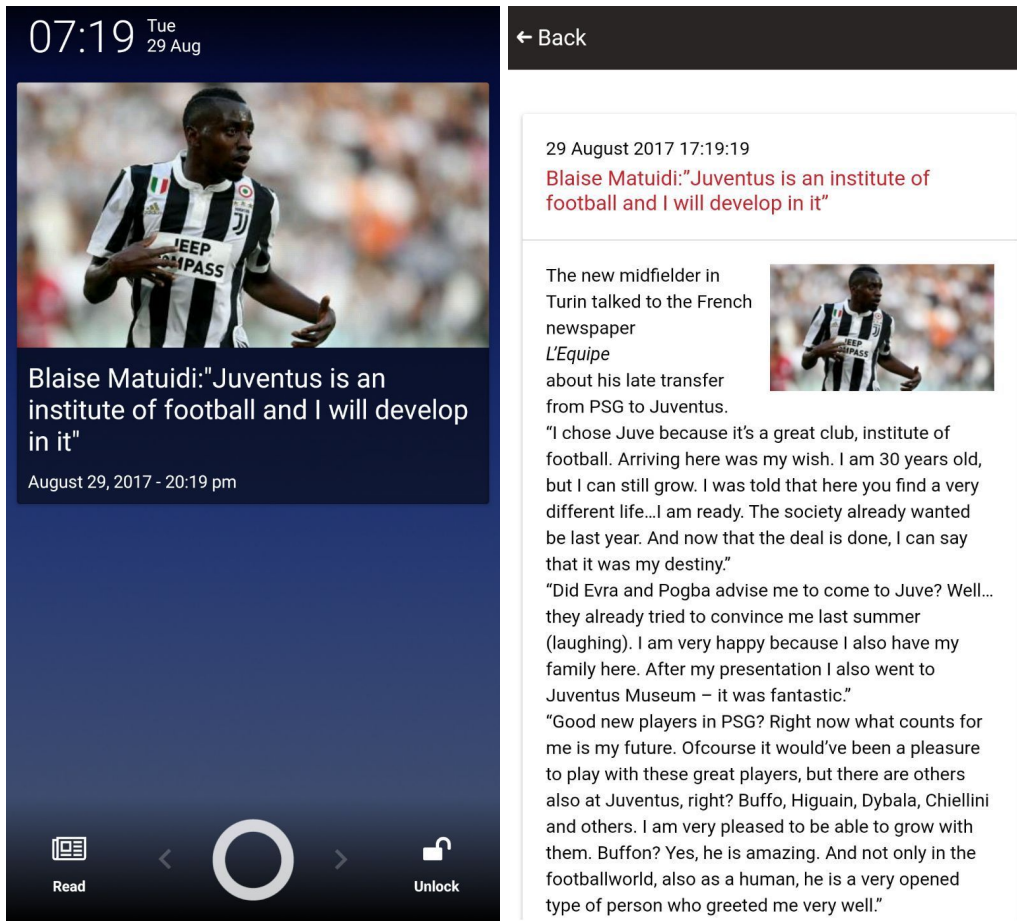 07:19
Tue
29 Aug
JEEP
MPASS
Blaise Matuidi:"Juventus is an
institute of football and I will develop
in it"
August 29, 2017 - 20:19 pm
Read
Unlock
Back
29 August 2017 17:19:19
Blaise Matuidi:”Juventus is an institute of
football and I will develop in it”
The new midfielder in
Turin talked to the French
newspaper
L’Equipe
about his late transfer
from PSG to Juventus.
JEEP
MPASS
“I chose Juve because it’s a great club, institute of
football. Arriving here was my wish. I am 30 years old,
but I can still grow. I was told that here you find a very
different life…I am ready. The society already wanted
be last year. And now that the deal is done, I can say
that it was my destiny.”
“Did Evra and Pogba advise me to come to Juve? Well…
they already tried to convince me last summer
(laughing). I am very happy because I also have my
family here. After my presentation I also went to
Juventus Museum – it was fantastic.”
“Good new players in PSG? Right now what counts for
me is my future. Ofcourse it would’ve been a pleasure
to play with these great players, but there are others
also at Juventus, right? Buffo, Higuain, Dybala, Chiellini
and others. I am very pleased to be able to grow with
them. Buffon? Yes, he is amazing. And not only in the
footballworld, also as a human, he is a very opened
type of person who greeted me very well.”